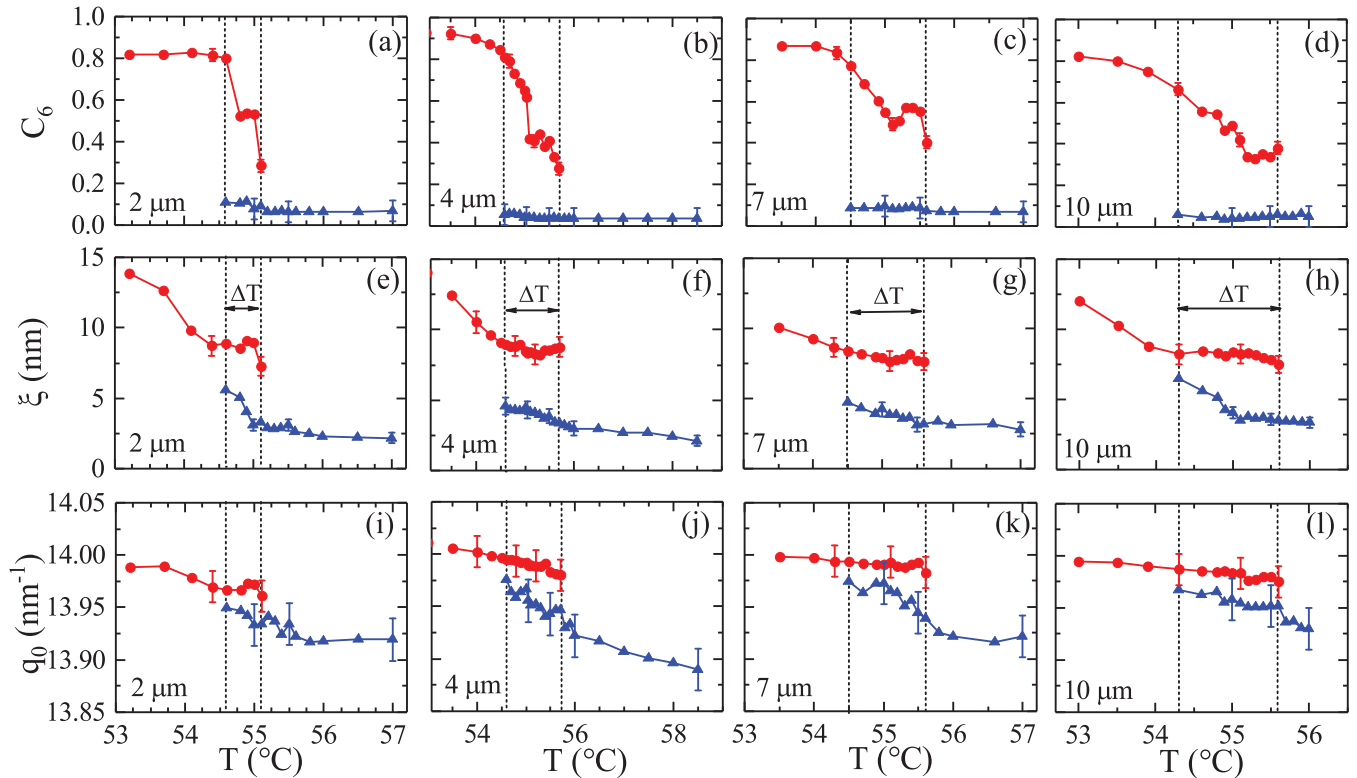 1.0
0.8
0.6
0.4
0.2
0.0
C6
(a)
2 μm
(b)
4 μm
(c)
7 μm
(d)
10 μm
15
10
5
0
ξ (nm)
(e)
ΔT
2 μm
(f)
ΔT
4 μm
(g)
ΔT
7 μm
(h)
ΔT
10 μm
14.05
14.00
13.95
13.90
13.85
q0 (nm-1)
(i)
2 μm
(j)
4 μm
(k)
7 μm
(l)
10 μm
53 54 55 56 57
54 56 58
53 54 55 56 57
53 54 55 56
T (°C)
T (°C)
T (°C)
T (°C)